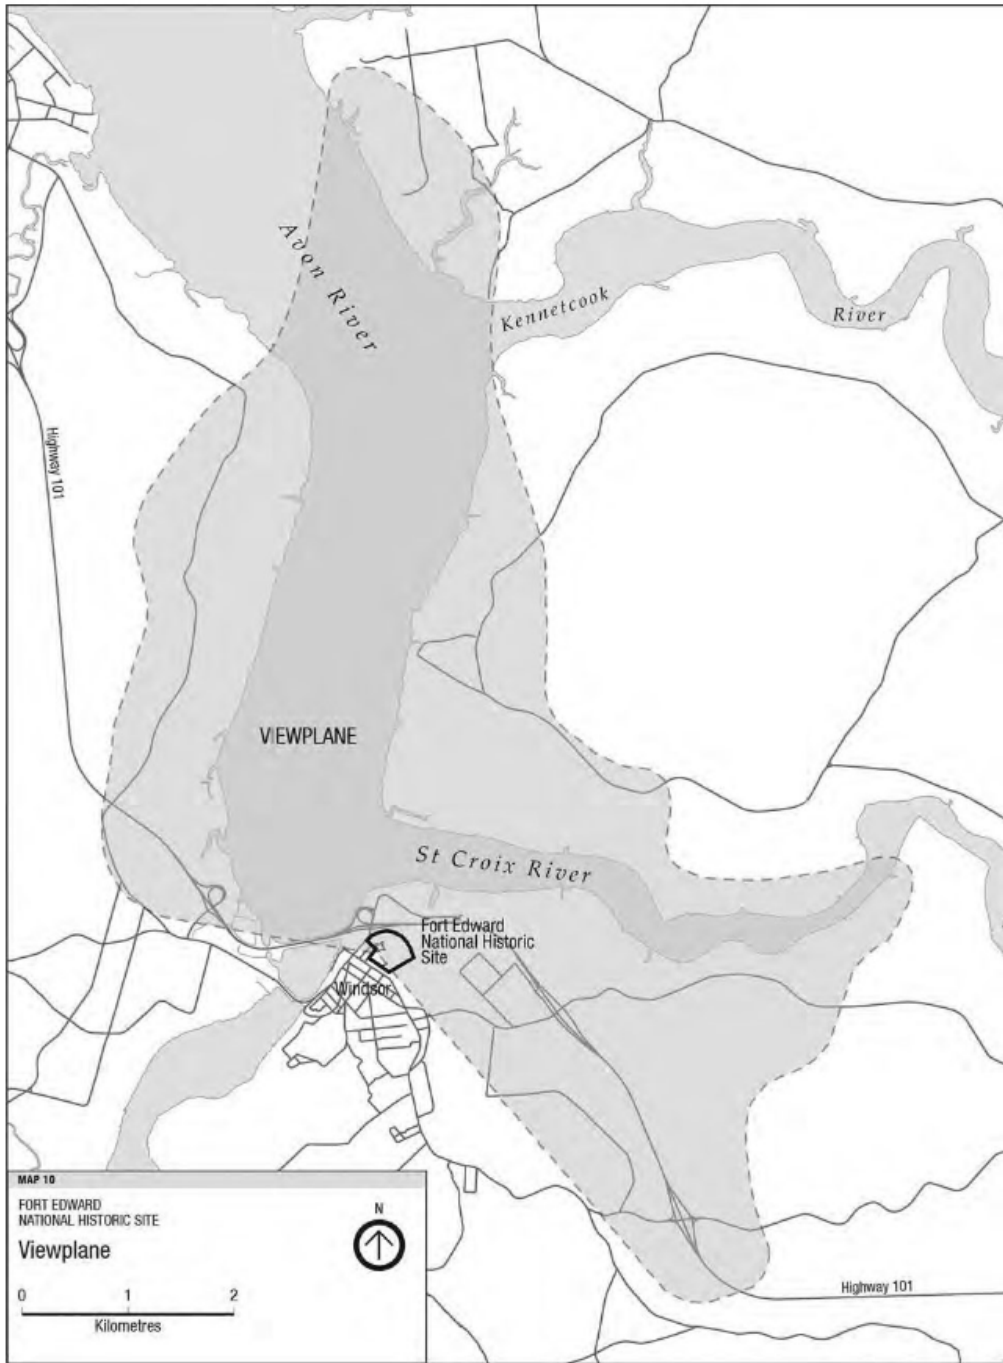 Avon River
Kennetcook
River
Highway 101
VIEWPLANE
St Croix River
Fort Edward
National Historic
Site
Windsor
MAP 10
FORT EDWARD
NATIONAL HISTORIC SITE
Viewplane
N
0 1 2
Kilometres
Highway 101